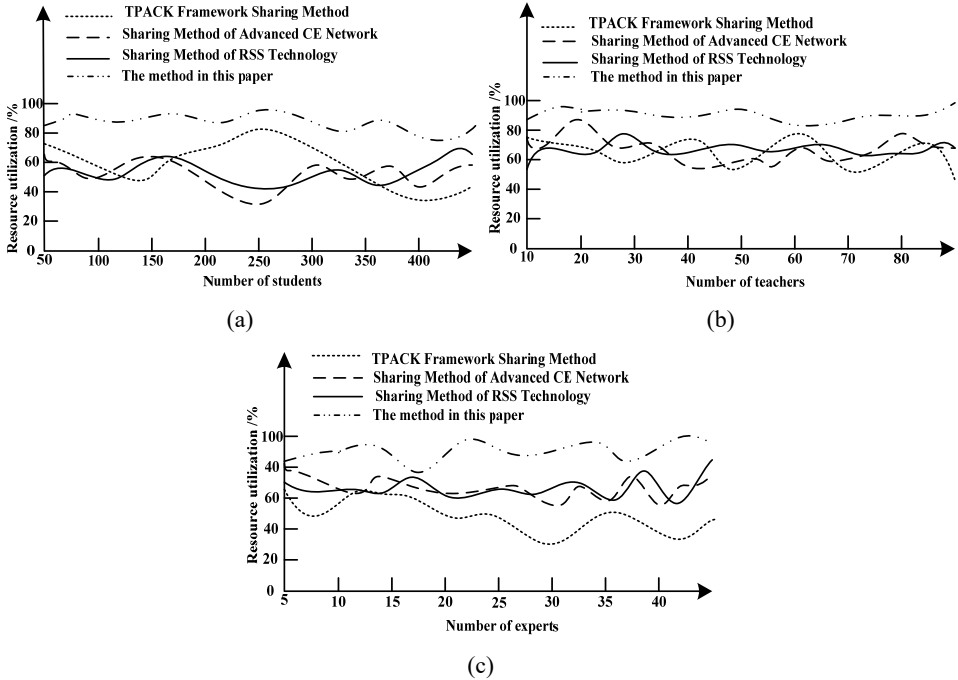 TPACK Framework Sharing Method
Sharing Method of Advanced CE Network
Sharing Method of RSS Technology
The method in this paper
Resource utilization /%
100
80
60
40
20
0
50 100 150 200 250 300 350 400
Number of students
(a)
TPACK Framework Sharing Method
Sharing Method of Advanced CE Network
Sharing Method of RSS Technology
The method in this paper
Resource utilization /%
100
80
60
40
20
0
10 20 30 40 50 60 70 80
Number of teachers
(b)
TPACK Framework Sharing Method
Sharing Method of Advanced CE Network
Sharing Method of RSS Technology
The method in this paper
Resource utilization /%
100
40
60
40
20
0
5 10 15 20 25 30 35 40
Number of experts
(c)